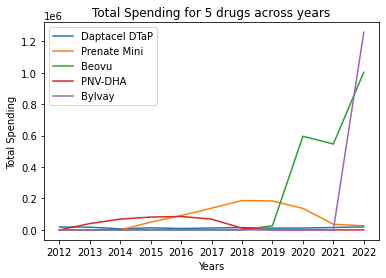 Total Spending for 5 drugs across years
1e6
Daptacel DTaP
Prenate Mini
Beovu
PNV-DHA
Bylvay
1.2
1.0
0.8
0.6
0.4
0.2
0.0
Total Spending
2012 2013 2014 2015 2016 2017 2018 2019 2020 2021 2022
Years